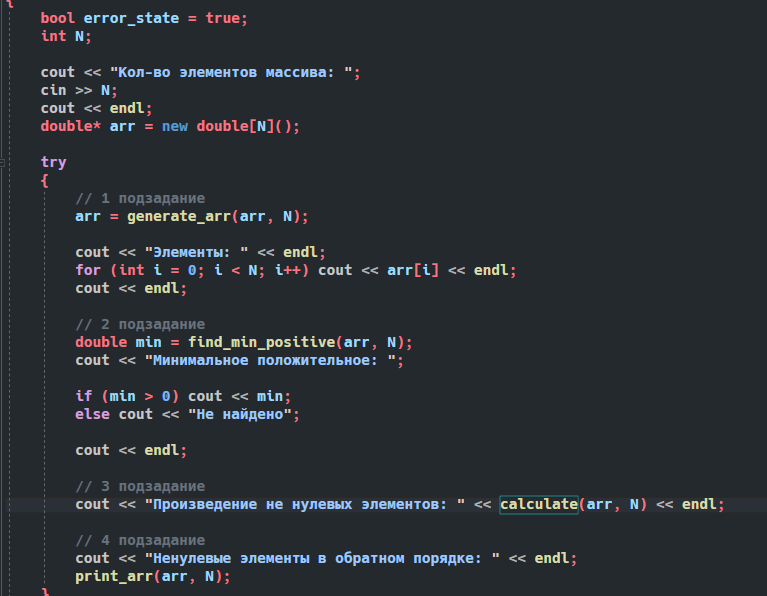 {
bool error_state = true;
int N;
cout << "Кол-во элементов массива: ";
cin >> N;
cout << endl;
double* arr = new double[N]();
try
{
// 1 подзадание
arr = generate_arr(arr, N);
cout << "Элементы: " << endl;
for (int i = 0; i < N; i++) cout << arr[i] << endl;
cout << endl;
// 2 подзадание
double min = find_min_positive(arr, N);
cout << "Минимальное положительное: ";
if (min > 0) cout << min;
else cout << "Не найдено";
cout << endl;
// 3 подзадание
cout << "Произведение не нулевых элементов: " << calculate(arr, N) << endl;
// 4 подзадание
cout << "Ненулевые элементы в обратном порядке: " << endl;
print_arr(arr, N);
}